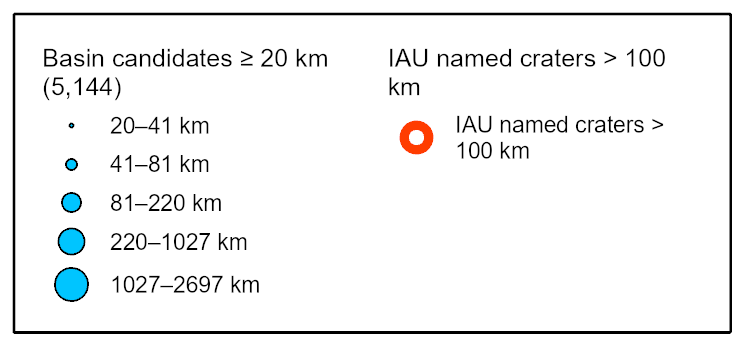 Basin candidates ≥ 20 km
(5,144)
20–41 km
41–81 km
81–220 km
220–1027 km
1027–2697 km
IAU named craters > 100
km
IAU named craters >
100 km